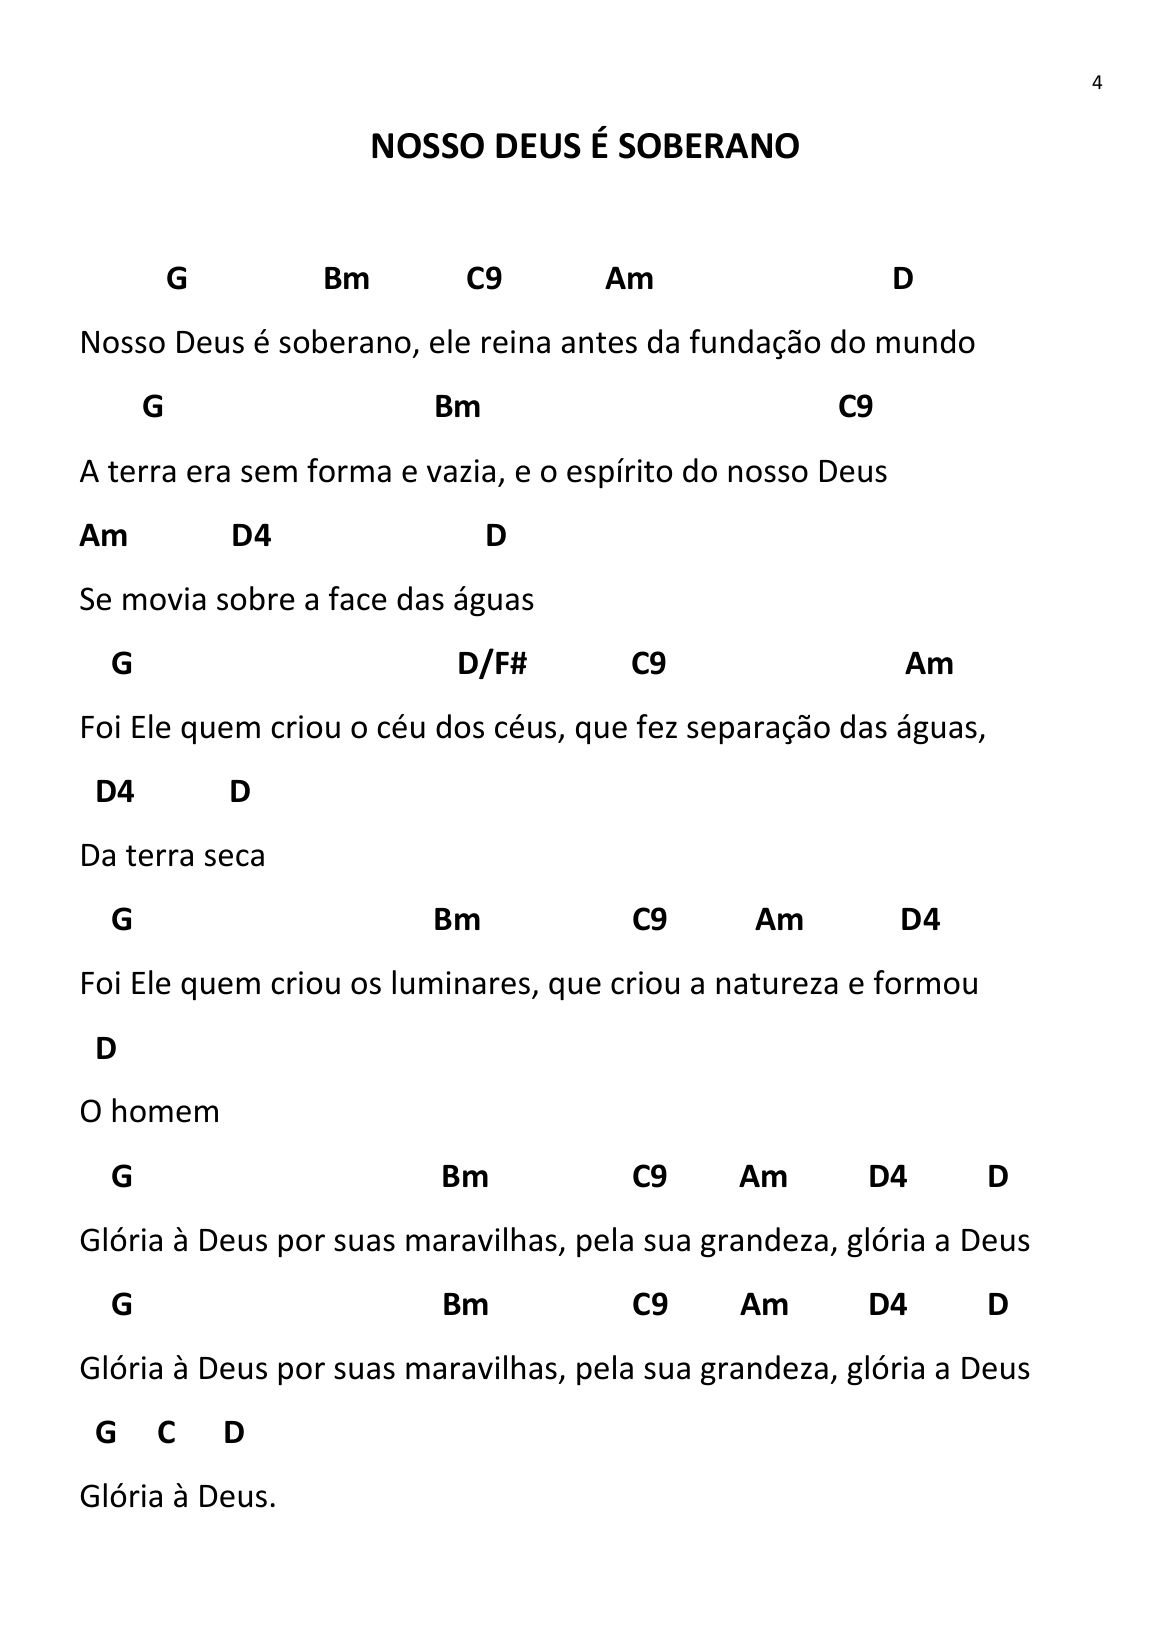 4
NOSSO DEUS É SOBERANO
G Bm C9 Am D
Nosso Deus é soberano, ele reina antes da fundação do mundo
G Bm C9
A terra era sem forma e vazia, e o espírito do nosso Deus
Am D4 D
Se movia sobre a face das águas
G D/F# C9 Am
Foi Ele quem criou o céu dos céus, que fez separação das águas,
D4 D
Da terra seca
G Bm C9 Am D4
Foi Ele quem criou os luminares, que criou a natureza e formou
D
O homem
G Bm C9 Am D4 D
Glória à Deus por suas maravilhas, pela sua grandeza, glória a Deus
G Bm C9 Am D4 D
Glória à Deus por suas maravilhas, pela sua grandeza, glória a Deus
G C D
Glória à Deus.